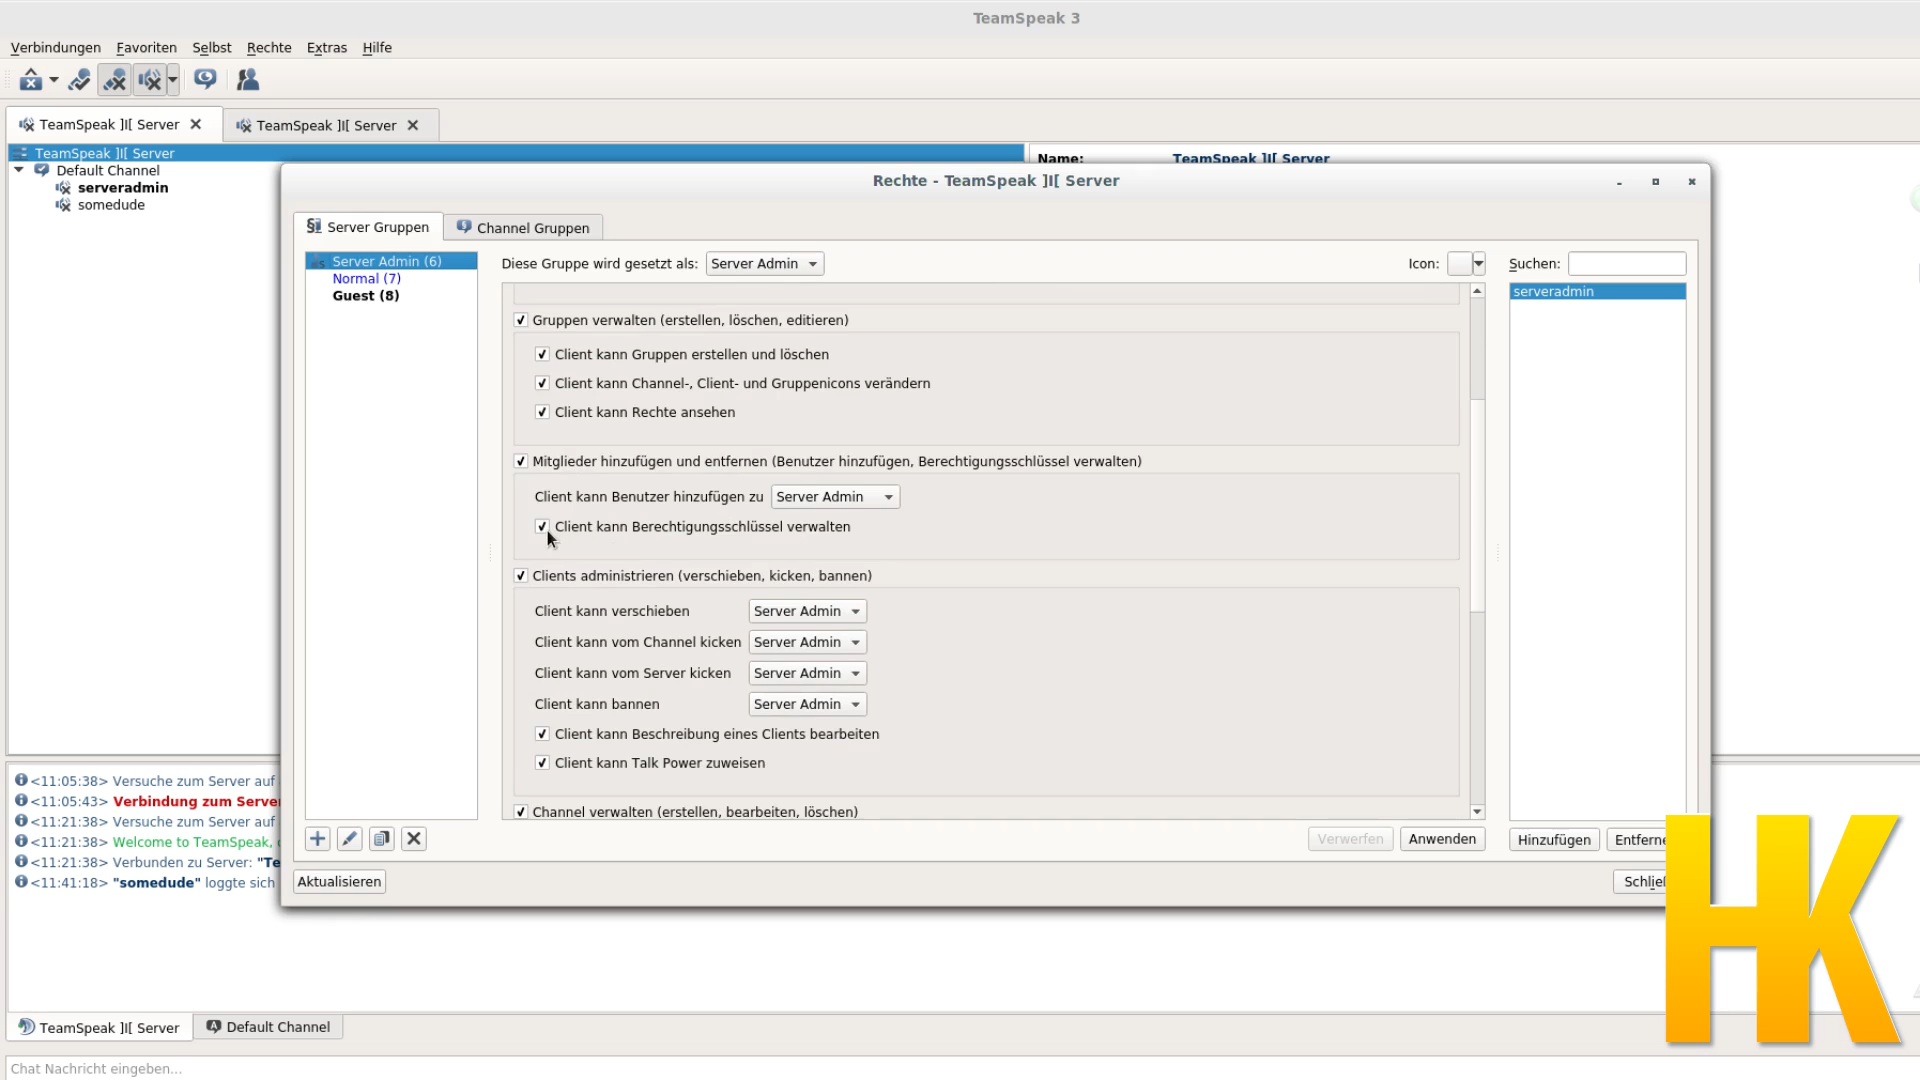 TeamSpeak 3
Verbindungen Favoriten Selbst Rechte Extras Hilfe
TeamSpeak ]I[ Server
TeamSpeak ]I[ Server
TeamSpeak ]I[ Server
Default Channel
serveradmin
somedude
Name: TeamSpeak ]I[ Server
Rechte - TeamSpeak ]I[ Server
Server Gruppen
Channel Gruppen
Server Admin (6)
Normal (7)
Guest (8)
Diese Gruppe wird gesetzt als: Server Admin
Icon:
Suchen:
serveradmin
Gruppen verwalten (erstellen, löschen, editieren)
Client kann Gruppen erstellen und löschen
Client kann Channel-, Client- und Gruppenicons verändern
Client kann Rechte ansehen
Mitglieder hinzufügen und entfernen (Benutzer hinzufügen, Berechtigungsschlüssel verwalten)
Client kann Benutzer hinzufügen zu Server Admin
Client kann Berechtigungsschlüssel verwalten
Clients administrieren (verschieben, kicken, bannen)
Client kann verschieben Server Admin
Client kann vom Channel kicken Server Admin
Client kann vom Server kicken Server Admin
Client kann bannen Server Admin
Client kann Beschreibung eines Clients bearbeiten
Client kann Talk Power zuweisen
Channel verwalten (erstellen, bearbeiten, löschen)
Verwerfen
Anwenden
Hinzufügen
Entferne
Aktualisieren
Schließ
<11:05:38> Versuche zum Server auf
<11:05:43> Verbindung zum Serve
<11:21:38> Versuche zum Server auf
<11:21:38> Welcome to TeamSpeak,
<11:21:38> Verbunden zu Server: "Te
<11:41:18> "somedude" loggte sich
HK
TeamSpeak ]I[ Server
Default Channel
Chat Nachricht eingeben...